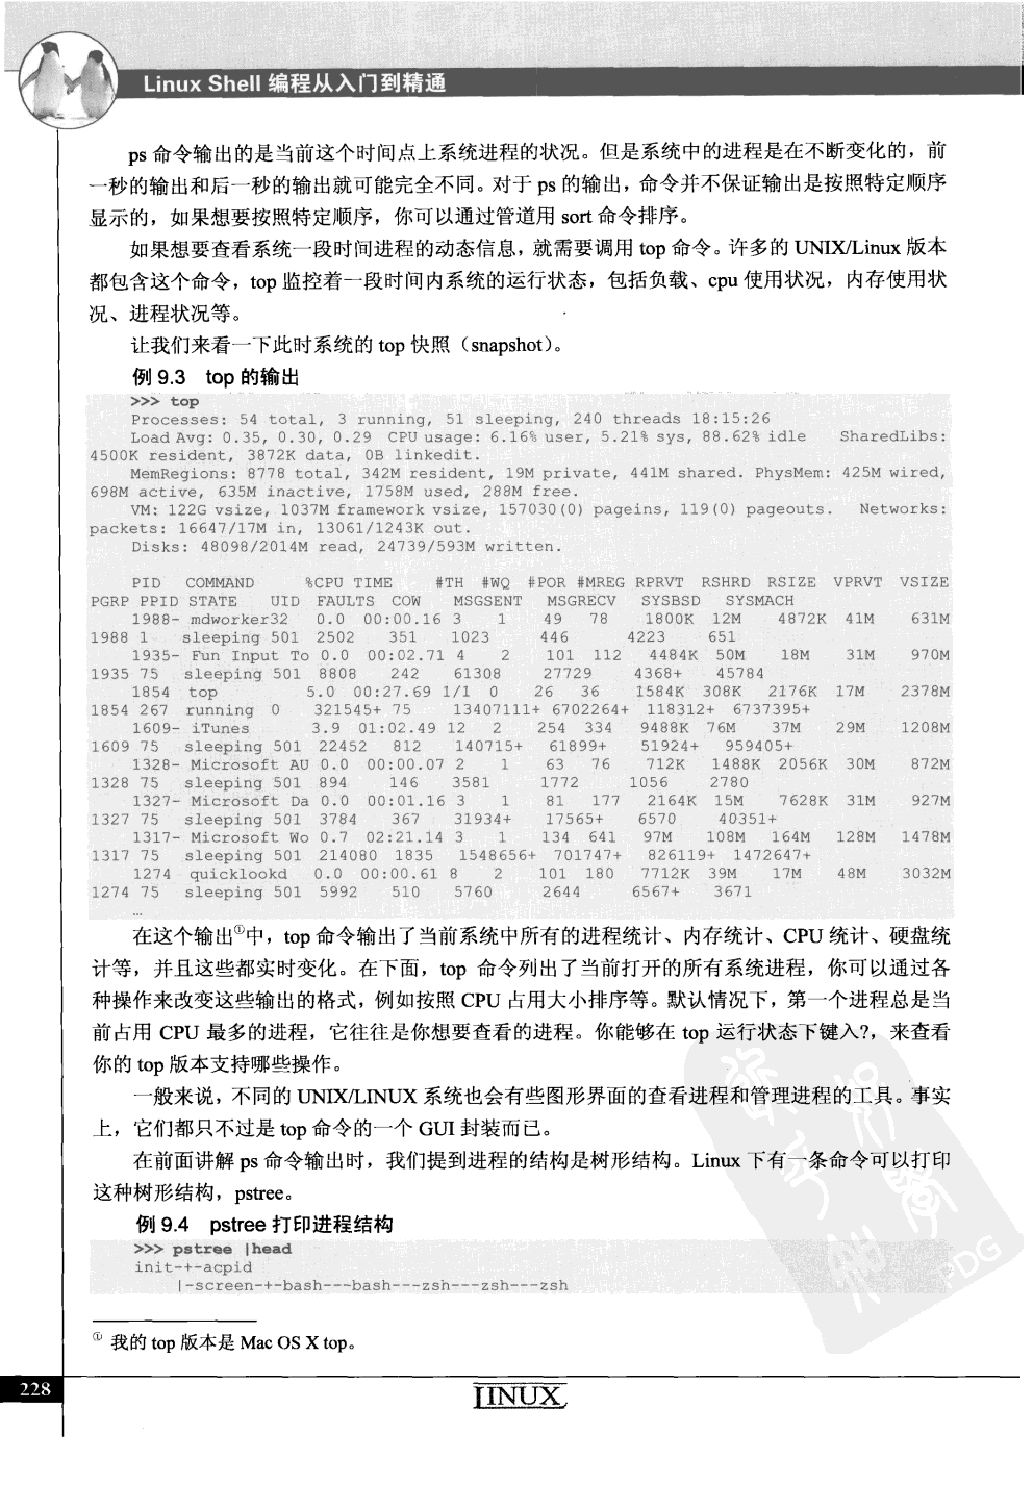 Linux Shell 编程从入门到精通
ps 命令输出的是当前这个时间点上系统进程的状况。但是系统中的进程是在不断变化的，前
一秒的输出和后一秒的输出就可能完全不同。对于 ps 的输出，命令并不保证输出是按照特定顺序
显示的，如果想要按照特定顺序，你可以通过管道用 sort 命令排序。
如果想要查看系统一段时间进程的动态信息，就需要调用 top 命令。许多的 UNIX/Linux 版本
都包含这个命令，top 监控着一段时间内系统的运行状态，包括负载、cpu 使用状况，内存使用状
况、进程状况等。
让我们来看一下此时系统的 top 快照（snapshot）。
例 9.3 top 的输出
>>> top
Processes: 54 total, 3 running, 51 sleeping, 240 threads 18:15:26
Load Avg: 0.35, 0.30, 0.29 CPU usage: 6.16% user, 5.21% sys, 88.62% idle SharedLibs:
4500K resident, 3872K data, 0B linkedit.
MemRegions: 8778 total, 342M resident, 19M private, 441M shared. PhysMem: 425M wired,
698M active, 635M inactive, 1758M used, 288M free.
VM: 122G vsize, 1037M framework vsize, 157030(0) pageins, 119(0) pageouts. Networks:
packets: 16647/17M in, 13061/1243K out.
Disks: 48098/2014M read, 24739/593M written.
PID COMMAND %CPU TIME #TH #WQ #POR #MREG RPRVT RSHRD RSIZE VPRVT VSIZE
PGRP PPID STATE UID FAULTS COW MSGSENT MSGRECV SYSBSD SYSMACH
1988- mdworker32 0.0 00:00.16 3 1 49 78 1800K 12M 4872K 41M 631M
1988 1 sleeping 501 2502 351 1023 446 4223 651
1935- Fun Input To 0.0 00:02.71 4 2 101 112 4484K 50M 18M 31M 970M
1935 75 sleeping 501 8808 242 61308 27729 4368+ 45784
1854 top 5.0 00:27.69 1/1 0 26 36 1584K 308K 2176K 17M 2378M
1854 267 running 0 321545+ 75 13407111+ 6702264+ 118312+ 6737395+
1609- iTunes 3.9 01:02.49 12 2 254 334 9488K 76M 37M 29M 1208M
1609 75 sleeping 501 22452 812 140715+ 61899+ 51924+ 959405+
1328- Microsoft AU 0.0 00:00.07 2 1 63 76 712K 1488K 2056K 30M 872M
1328 75 sleeping 501 894 146 3581 1772 1056 2780
1327- Microsoft Da 0.0 00:01.16 3 1 81 177 2164K 15M 7628K 31M 927M
1327 75 sleeping 501 3784 367 31934+ 17565+ 6570 40351+
1317- Microsoft Wo 0.7 02:21.14 3 1 134 641 97M 108M 164M 128M 1478M
1317 75 sleeping 501 214080 1835 1548656+ 701747+ 826119+ 1472647+
1274 quicklookd 0.0 00:00.61 8 2 101 180 7712K 39M 17M 48M 3032M
1274 75 sleeping 501 5992 510 5760 2644 6567+ 3671
...
在这个输出①中，top 命令输出了当前系统中所有的进程统计、内存统计、CPU 统计、硬盘统
计等，并且这些都实时变化。在下面，top 命令列出了当前打开的所有系统进程，你可以通过各
种操作来改变这些输出的格式，例如按照 CPU 占用大小排序等。默认情况下，第一个进程总是当
前占用 CPU 最多的进程，它往往是你想要查看的进程。你能够在 top 运行状态下键入?，来查看
你的 top 版本支持哪些操作。
一般来说，不同的 UNIX/LINUX 系统也会有些图形界面的查看进程和管理进程的工具。事实
上，它们都只不过是 top 命令的一个 GUI 封装而已。
在前面讲解 ps 命令输出时，我们提到进程的结构是树形结构。Linux 下有一条命令可以打印
这种树形结构，pstree。
例 9.4 pstree 打印进程结构
>>> pstree |head
init-+-acpid
|-screen-+-bash---bash---zsh---zsh---zsh
① 我的 top 版本是 Mac OS X top。
228
LINUX
PDG